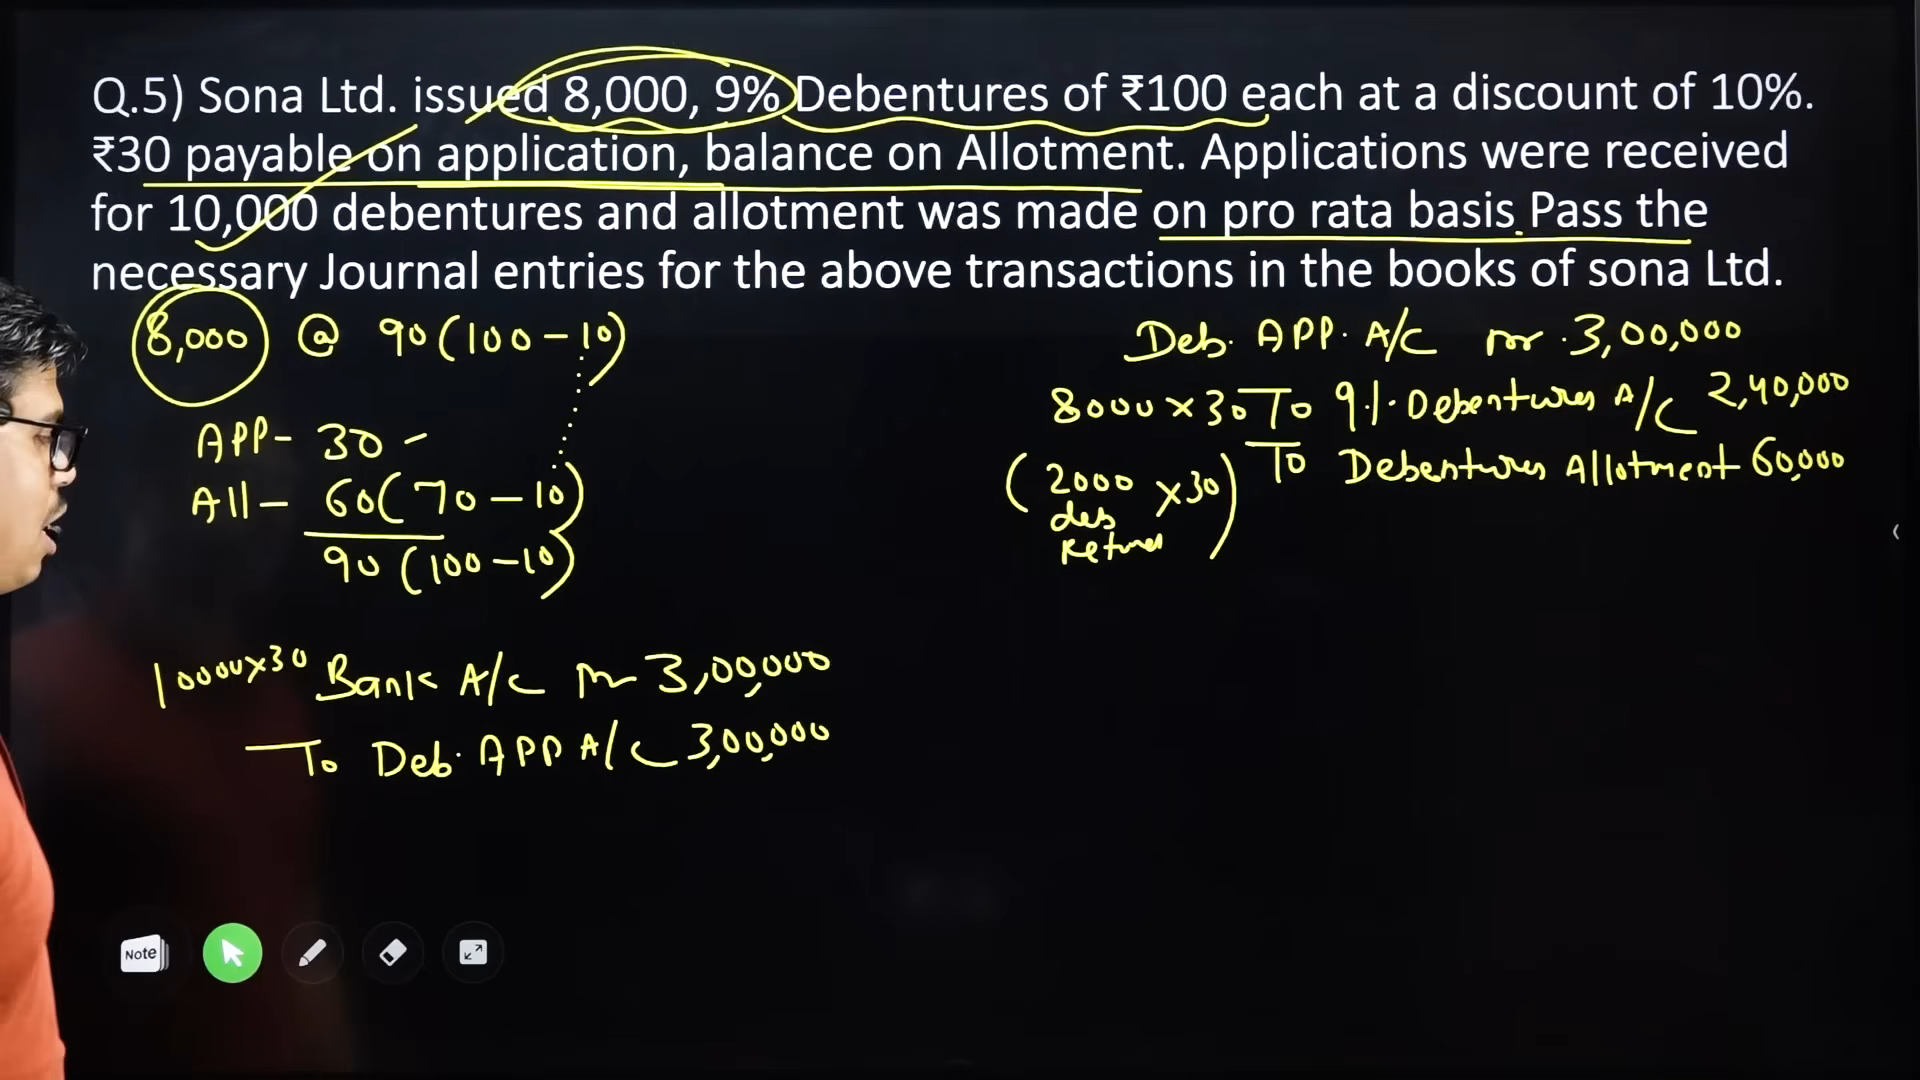 Q.5) Sona Ltd. issued 8,000, 9% Debentures of ₹100 each at a discount of 10%.
₹30 payable on application, balance on Allotment. Applications were received
for 10,000 debentures and allotment was made on pro rata basis. Pass the
necessary Journal entries for the above transactions in the books of sona Ltd.
8,000 @ 90 (100-10)
APP- 30 -
All- 60 (70-10)
90 (100-10)
10000x30 Bank A/C Dr 3,00,000
To Deb. APP A/C 3,00,000
Deb. APP. A/C Dr. 3,00,000
8000 x 30 To 9%. Debentures A/C 2,40,000
(2000 x30) To Debentures Allotment 60,000
deb
Note